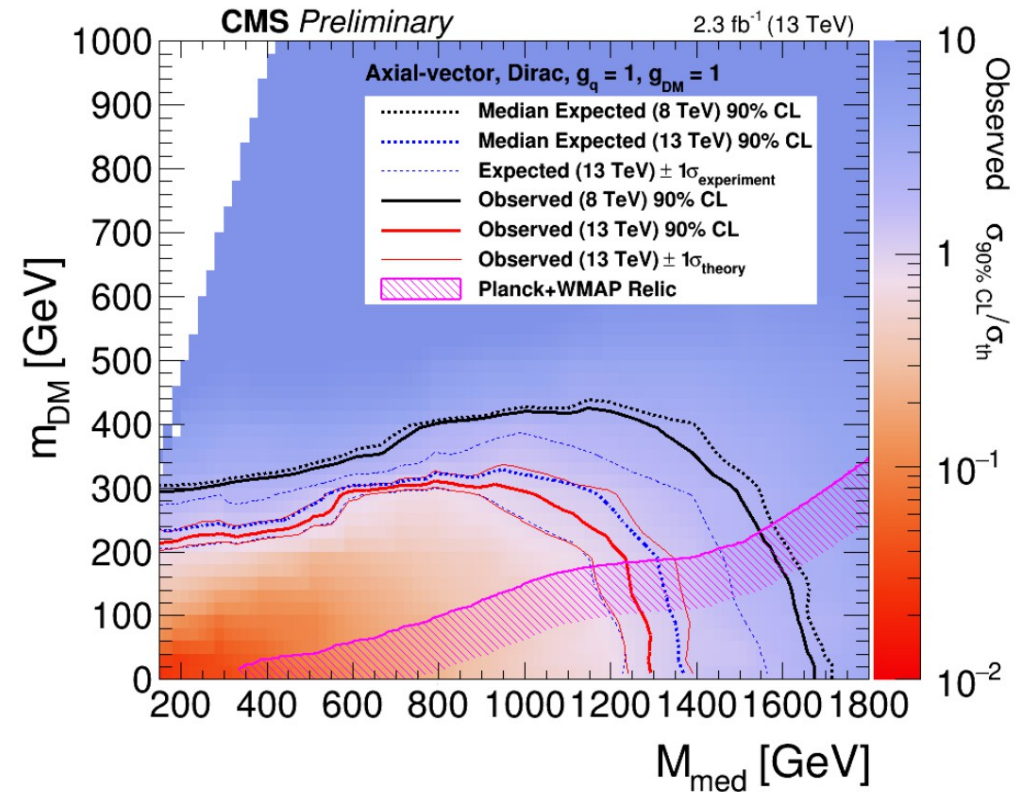 CMS Preliminary 2.3 fb⁻¹ (13 TeV)
Axial-vector, Dirac, g_q = 1, g_DM = 1
Median Expected (8 TeV) 90% CL
Median Expected (13 TeV) 90% CL
Expected (13 TeV) ± 1σ_experiment
Observed (8 TeV) 90% CL
Observed (13 TeV) 90% CL
Observed (13 TeV) ± 1σ_theory
Planck+WMAP Relic
m_DM [GeV]
1000
900
800
700
600
500
400
300
200
100
0
200 400 600 800 1000 1200 1400 1600 1800
M_med [GeV]
10
1
10⁻¹
10⁻²
Observed σ_90% CL/σ_th